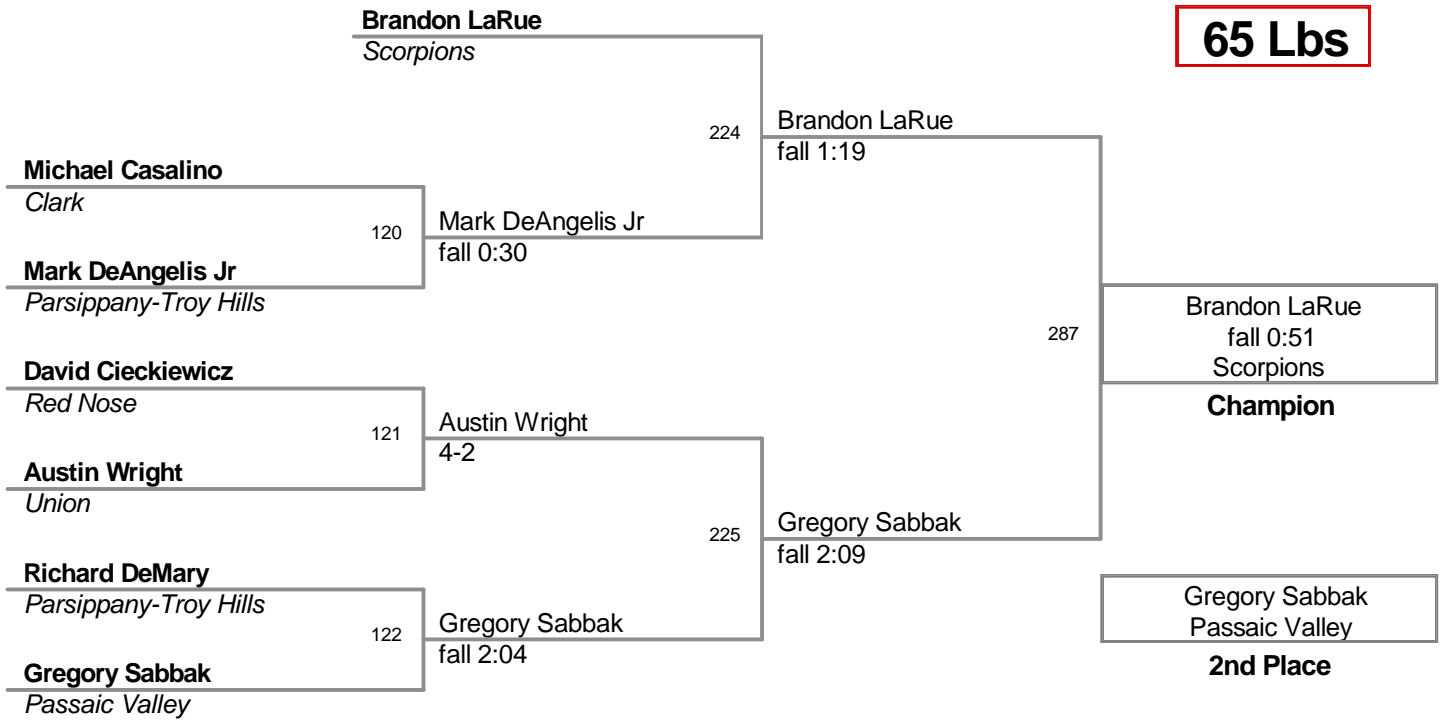 Brandon LaRue
Scorpions
65 Lbs
224
Brandon LaRue
fall 1:19
Michael Casalino
Clark
120
Mark DeAngelis Jr
fall 0:30
Mark DeAngelis Jr
Parsippany-Troy Hills
287
Brandon LaRue
fall 0:51
Scorpions
Champion
David Cieckiewicz
Red Nose
121
Austin Wright
4-2
Austin Wright
Union
225
Gregory Sabbak
fall 2:09
Richard DeMary
Parsippany-Troy Hills
122
Gregory Sabbak
fall 2:04
Gregory Sabbak
Passaic Valley
Gregory Sabbak
Passaic Valley
2nd Place